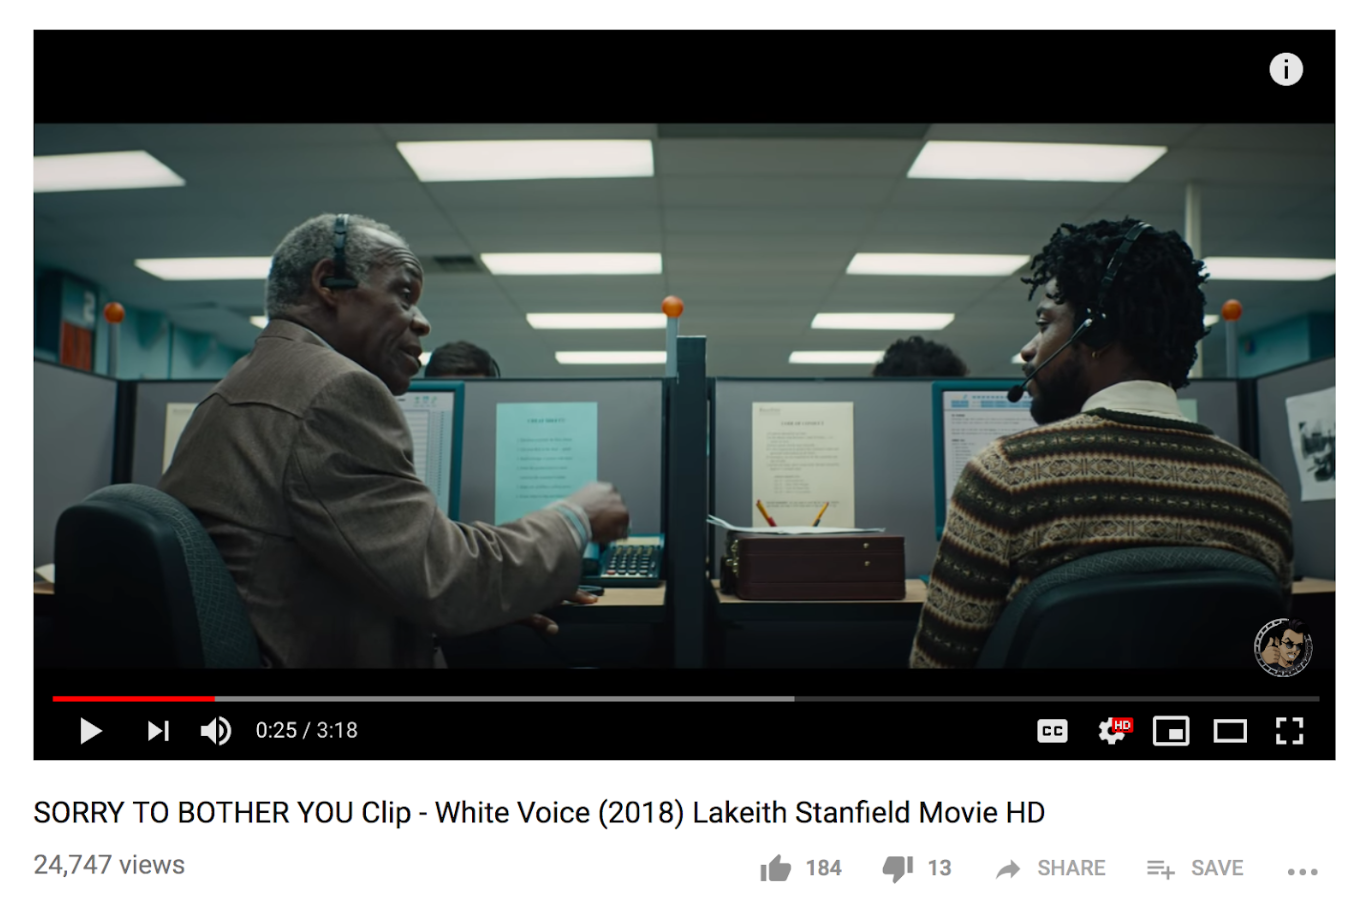 i
2
0:25 / 3:18
CC
HD
SORRY TO BOTHER YOU Clip - White Voice (2018) Lakeith Stanfield Movie HD
24,747 views
184
13
SHARE
SAVE